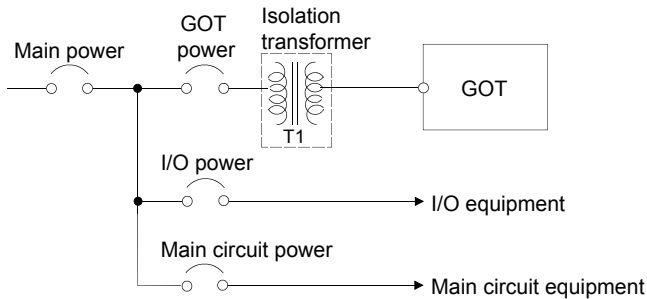 Main power
GOT
power
Isolation
transformer
T1
GOT
I/O power
I/O equipment
Main circuit power
Main circuit equipment